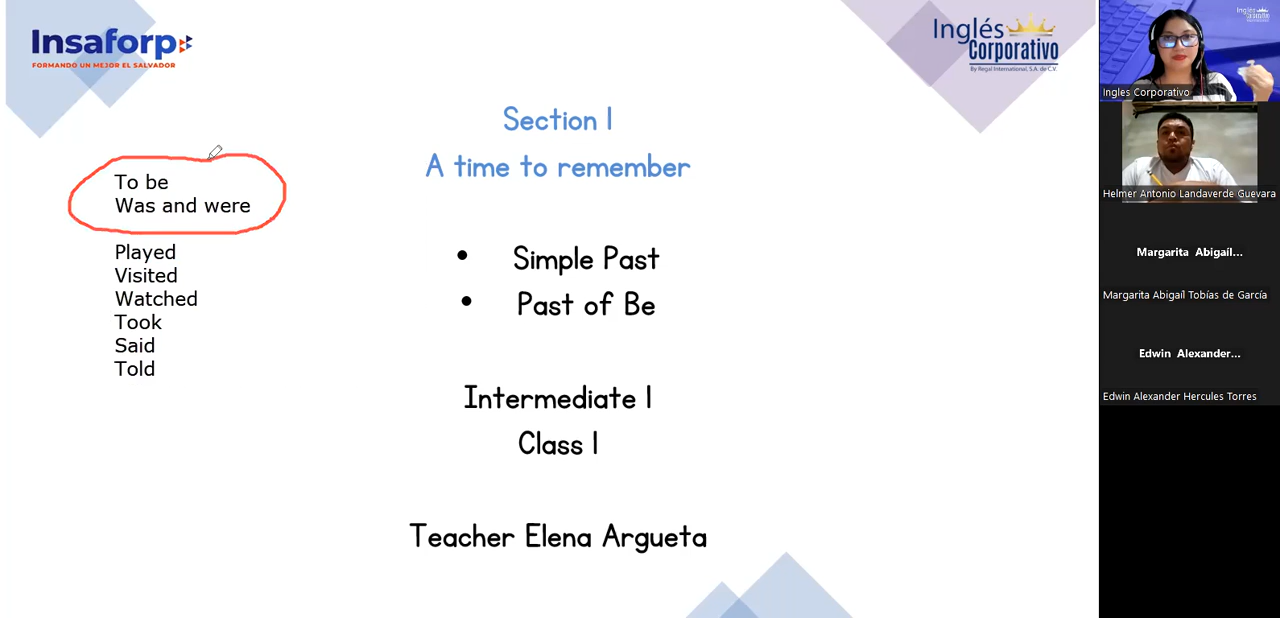 Insaforp
FORMANDO UN MEJOR EL SALVADOR
Inglés
Corporativo
By Regal International, S.A. de C.V.
Section 1
A time to remember
To be
Was and were
Played
Visited
Watched
Took
Said
Told
• Simple Past
• Past of Be
Intermediate 1
Class 1
Teacher Elena Argueta
Ingles Corporativo
Helmer Antonio Landaverde Guevara
Margarita Abigaíl...
Margarita Abigaíl Tobías de García
Edwin Alexander...
Edwin Alexander Hercules Torres